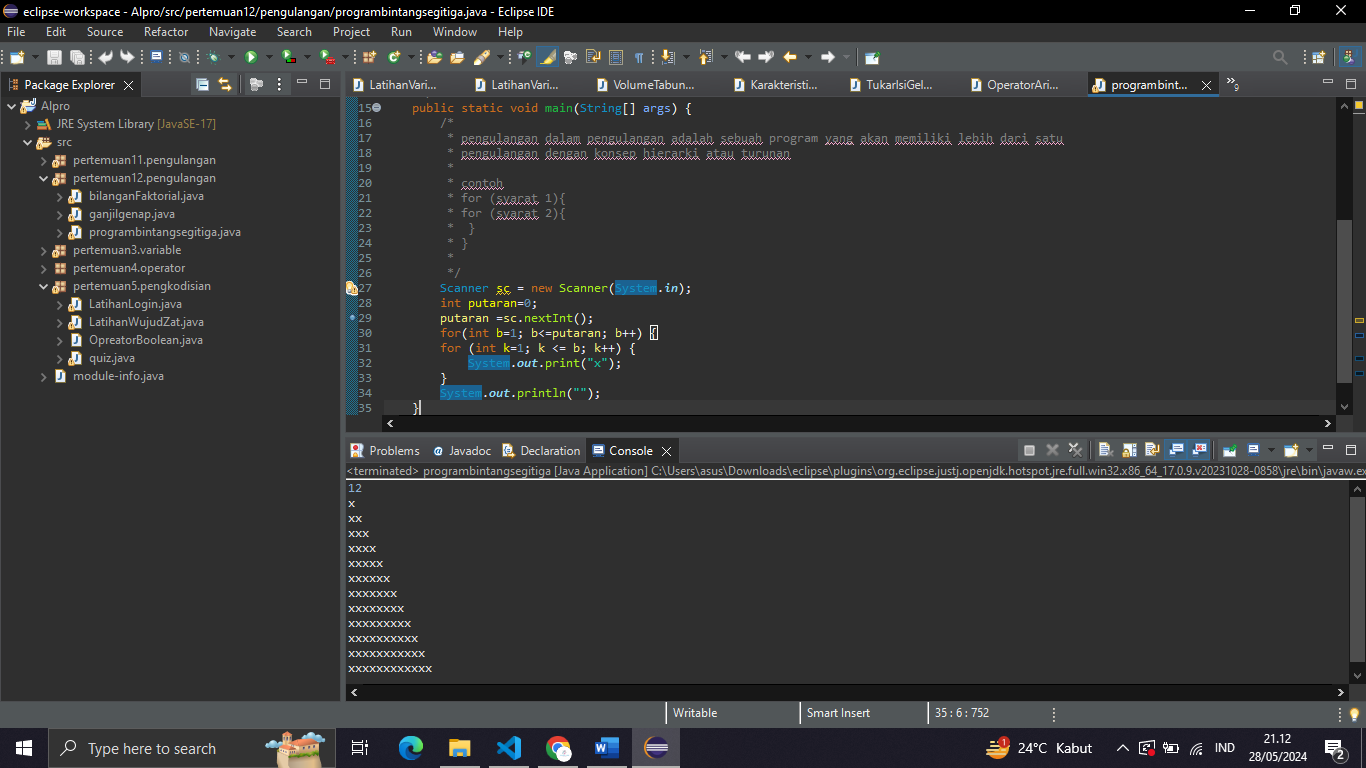 eclipse-workspace - Alpro/src/pertemuan12/pengulangan/programbintangsegitiga.java - Eclipse IDE
File Edit Source Refactor Navigate Search Project Run Window Help
Package Explorer
LatihanVari... LatihanVari... VolumeTabun... Karakteristi... TukarIsiGel... OperatorAri... programbint... »9
Alpro
JRE System Library [JavaSE-17]
src
pertemuan11.pengulangan
pertemuan12.pengulangan
bilanganFaktorial.java
ganjilgenap.java
programbintangsegitiga.java
pertemuan3.variable
pertemuan4.operator
pertemuan5.pengkodisian
LatihanLogin.java
LatihanWujudZat.java
OpreatorBoolean.java
quiz.java
module-info.java
15 public static void main(String[] args) {
16 /*
17 * pengulangan dalam pengulangan adalah sebuah program yang akan memiliki lebih dari satu
18 * pengulangan dengan konsep hierarki atau turunan
19 *
20 * contoh
21 * for (syarat 1){
22 * for (syarat 2){
23 * }
24 * }
25 *
26 */
27 Scanner sc = new Scanner(System.in);
28 int putaran=0;
29 putaran =sc.nextInt();
30 for(int b=1; b<=putaran; b++) {
31 for (int k=1; k <= b; k++) {
32 System.out.print("x");
33 }
34 System.out.println("");
35 }
Problems Javadoc Declaration Console
<terminated> programbintangsegitiga [Java Application] C:\Users\asus\Downloads\eclipse\plugins\org.eclipse.justj.openjdk.hotspot.jre.full.win32.x86_64_17.0.9.v20231028-0858\jre\bin\javaw.ex
12
x
xx
xxx
xxxx
xxxxx
xxxxxx
xxxxxxx
xxxxxxxx
xxxxxxxxx
xxxxxxxxxx
xxxxxxxxxxx
xxxxxxxxxxxx
Writable Smart Insert 35 : 6 : 752
Type here to search
1 24°C Kabut IND 21.12
28/05/2024 2